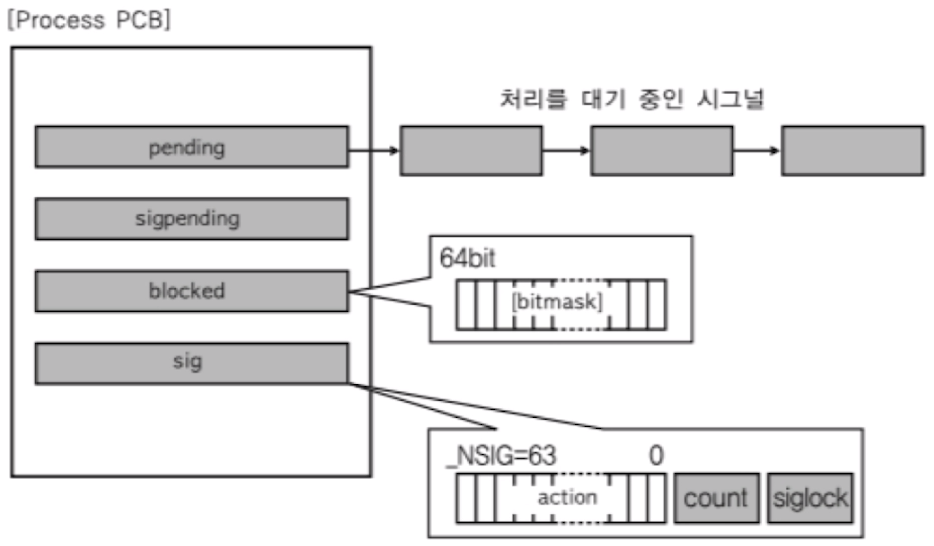 [Process PCB]
처리를 대기 중인 시그널
pending
sigpending
64bit
blocked
[bitmask]
sig
_NSIG=63 0
action count siglock